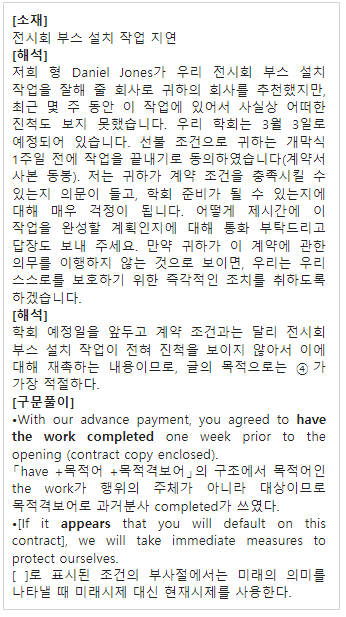 [소재]
전시회 부스 설치 작업 지연
[해석]
저희 형 Daniel Jones가 우리 전시회 부스 설치
작업을 잘해 줄 회사로 귀하의 회사를 추천했지만,
최근 몇 주 동안 이 작업에 있어서 사실상 어떠한
진척도 보지 못했습니다. 우리 학회는 3월 3일로
예정되어 있습니다. 선불 조건으로 귀하는 개막식
1주일 전에 작업을 끝내기로 동의하였습니다(계약서
사본 동봉). 저는 귀하가 계약 조건을 충족시킬 수
있는지 의문이 들고, 학회 준비가 될 수 있는지에
대해 매우 걱정이 됩니다. 어떻게 제시간에 이
작업을 완성할 계획인지에 대해 통화 부탁드리고
답장도 보내 주세요. 만약 귀하가 이 계약에 관한
의무를 이행하지 않는 것으로 보이면, 우리는 우리
스스로를 보호하기 위한 즉각적인 조치를 취하도록
하겠습니다.
[해석]
학회 예정일을 앞두고 계약 조건과는 달리 전시회
부스 설치 작업이 전혀 진척을 보이지 않아서 이에
대해 재촉하는 내용이므로, 글의 목적으로는 ④가
가장 적절하다.
[구문풀이]
•With our advance payment, you agreed to have
the work completed one week prior to the
opening (contract copy enclosed).
「have +목적어 +목적격보어」의 구조에서 목적어인
the work가 행위의 주체가 아니라 대상이므로
목적격보어로 과거분사 completed가 쓰였다.
•[If it appears that you will default on this
contract], we will take immediate measures to
protect ourselves.
[ ]로 표시된 조건의 부사절에서는 미래의 의미를
나타낼 때 미래시제 대신 현재시제를 사용한다.